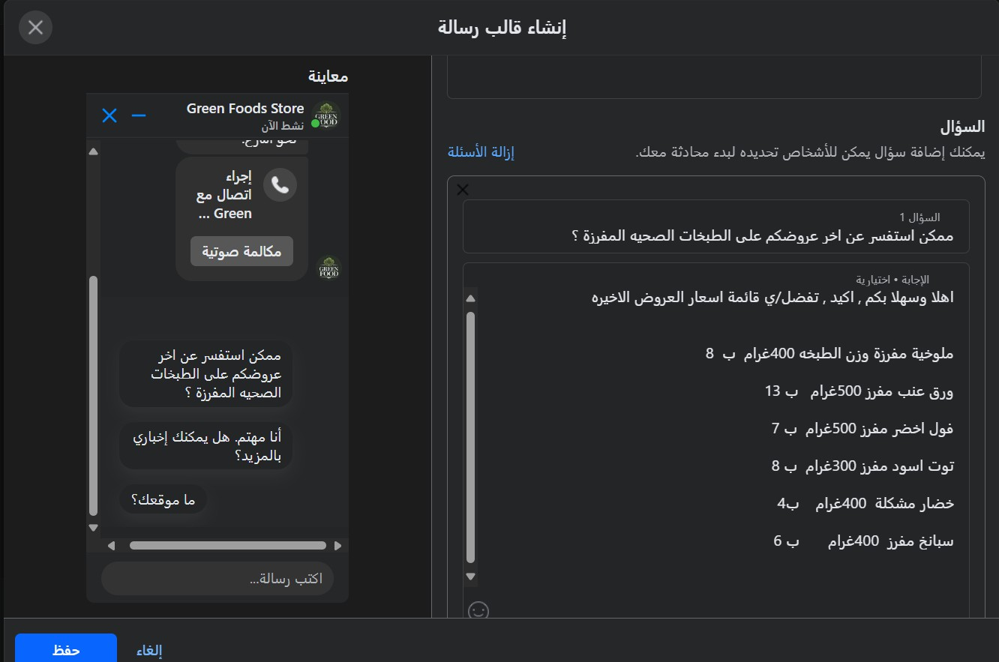 إنشاء قالب رسالة
السؤال
يمكنك إضافة سؤال يمكن للأشخاص تحديده لبدء محادثة معك.
إزالة الأسئلة
السؤال 1
ممكن استفسر عن اخر عروضكم على الطبخات الصحيه المفرزة ؟
الإجابة • اختيارية
اهلا وسهلا بكم , اكيد , تفضل/ي قائمة اسعار العروض الاخيره
ملوخية مفرزة وزن الطبخه 400غرام ب 8
ورق عنب مفرز 500غرام ب 13
فول اخضر مفرز 500غرام ب 7
توت اسود مفرز 300غرام ب 8
خضار مشكلة 400غرام ب4
سبانخ مفرز 400غرام ب 6
معاينة
Green Foods Store
نشط الآن
GREEN
FOOD
إجراء
اتصال مع
Green ...
مكالمة صوتية
GREEN
FOOD
ممكن استفسر عن اخر
عروضكم على الطبخات
الصحيه المفرزة ؟
أنا مهتم. هل يمكنك إخباري
بالمزيد؟
ما موقعك؟
اكتب رسالة...
إلغاء
حفظ